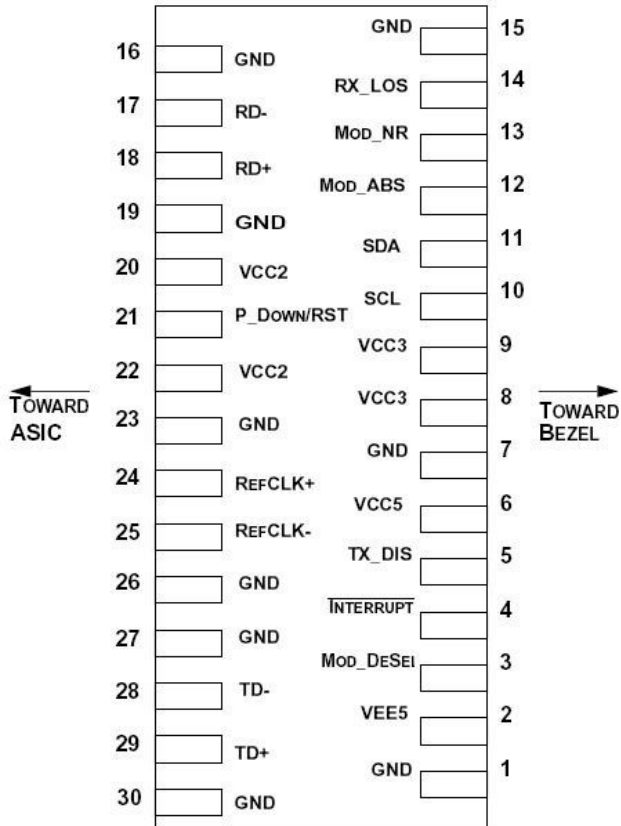 16 GND
17 RD-
18 RD+
19 GND
20 VCC2
21 P_DOWN/RST
22 VCC2
23 GND
24 REFCLK+
25 REFCLK-
26 GND
27 GND
28 TD-
29 TD+
30 GND
TOWARD
ASIC
GND 15
RX_LOS 14
MOD_NR 13
MOD_ABS 12
SDA 11
SCL 10
VCC3 9
VCC3 8
GND 7
VCC5 6
TX_DIS 5
INTERRUPT 4
MOD_DESEL 3
VEE5 2
GND 1
TOWARD
BEZEL